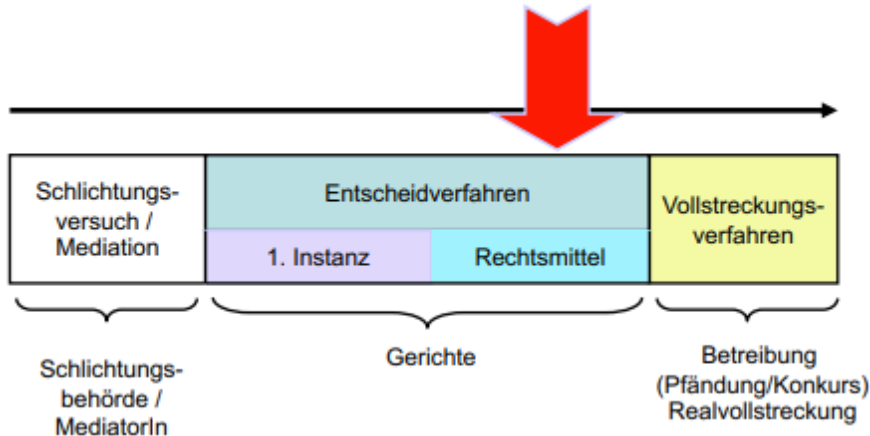 Schlichtungs-
versuch /
Mediation
Entscheidverfahren
1. Instanz
Rechtsmittel
Vollstreckungs-
verfahren
Schlichtungs-
behörde /
MediatorIn
Gerichte
Betreibung
(Pfändung/Konkurs)
Realvollstreckung